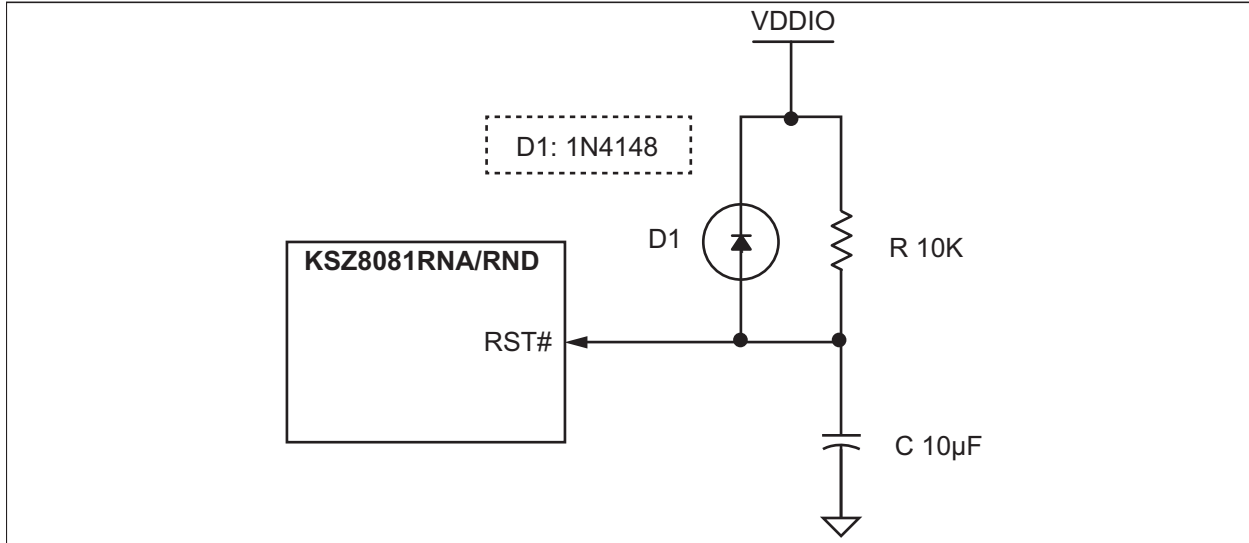 VDDIO
D1: 1N4148
D1
R 10K
KSZ8081RNA/RND
RST#
C 10µF